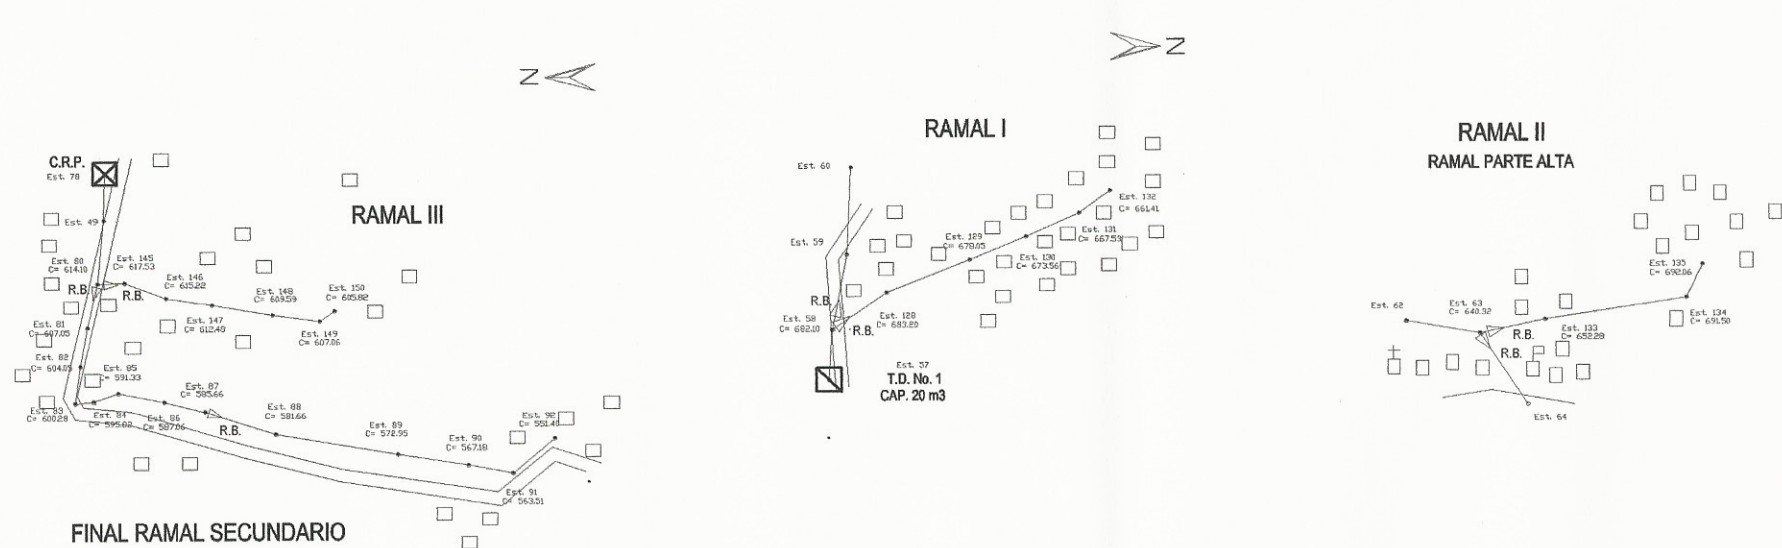 N
C.R.P.
Est. 78
RAMAL III
Est. 49
Est. 80
C= 614.10
Est. 145
C= 617.53
R.B.
R.B.
Est. 146
C= 615.22
Est. 147
C= 612.48
Est. 148
C= 609.59
Est. 150
C= 605.82
Est. 149
C= 607.06
Est. 81
C= 607.05
Est. 82
C= 604.05
Est. 85
C= 591.33
Est. 83
C= 600.28
Est. 84
C= 595.02
Est. 86
C= 587.06
Est. 87
C= 585.66
R.B.
Est. 88
C= 581.66
Est. 89
C= 572.95
Est. 90
C= 567.18
Est. 92
C= 551.40
Est. 91
C= 563.51
FINAL RAMAL SECUNDARIO
N
RAMAL I
Est. 60
Est. 59
R.B.
Est. 58
C= 682.10
R.B.
Est. 128
C= 683.20
Est. 129
C= 678.05
Est. 130
C= 673.56
Est. 131
C= 667.53
Est. 132
C= 661.41
Est. 57
T.D. No. 1
CAP. 20 m3
RAMAL II
RAMAL PARTE ALTA
Est. 62
Est. 63
C= 640.32
R.B.
R.B.
Est. 133
C= 652.28
Est. 135
C= 692.06
Est. 134
C= 691.50
Est. 64